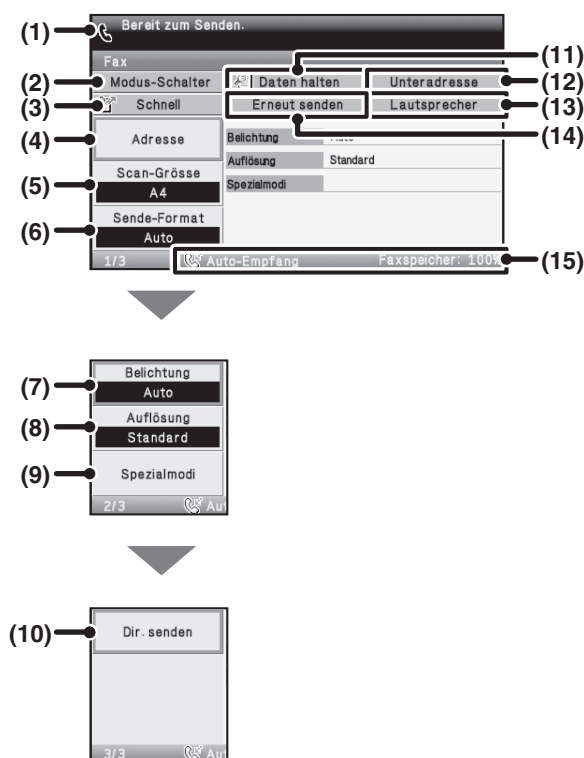 (1) Bereit zum Senden.
Fax
(11)
(2) Modus-Schalter Daten halten Unteradresse (12)
(3) Schnell Erneut senden Lautsprecher (13)
(14)
(4) Adresse Belichtung
Auflösung Standard
(5) Scan-Grösse Spezialmodi
A4
(6) Sende-Format
Auto
1/3 Auto-Empfang Faxspeicher: 100% (15)
(7) Belichtung
Auto
(8) Auflösung
Standard
(9) Spezialmodi
2/3 Au
(10) Dir. senden
3/3 Au